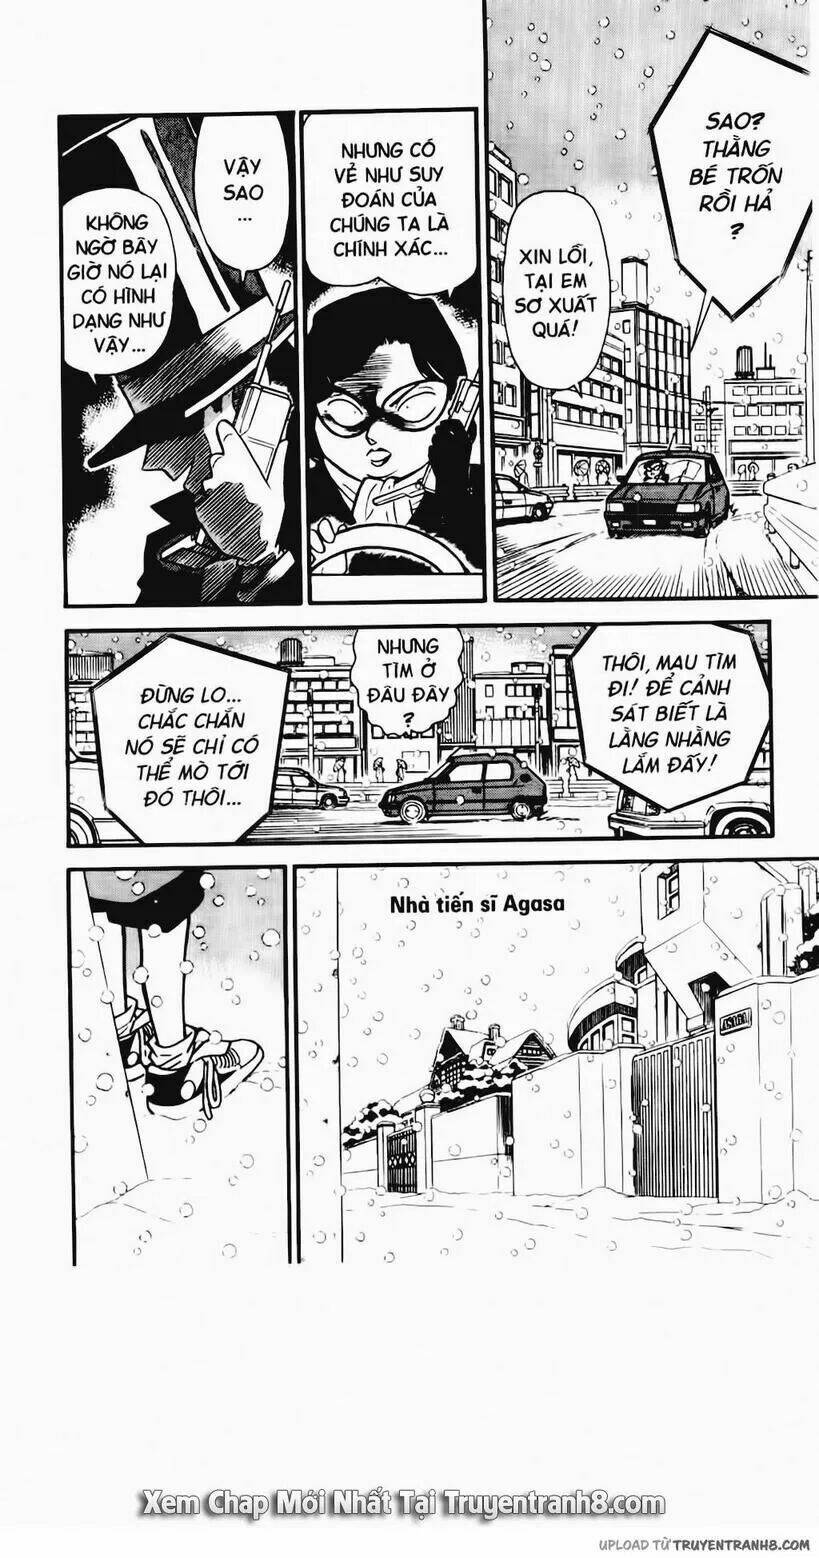 SAO?
THẰNG
BÉ TRỐN
RỒI HẢ
?
XIN LỒI,
TẠI EM
SƠ XUẤT
QUÁ!
NHƯNG CÓ
VẺ NHƯ SUY
ĐOÁN CỦA
CHÚNG TA LÀ
CHÍNH XÁC...
VẬY
SAO
...
KHÔNG
NGỜ BÂY
GIỜ NÓ LẠI
CÓ HÌNH
DẠNG NHƯ
VẬY...
THÔI, MAU TÌM
ĐI! ĐỂ CẢNH
SÁT BIẾT LÀ
LẰNG NHẰNG
LẮM ĐẤY!
NHƯNG
TÌM Ở
ĐÂU ĐÂY
?
ĐỪNG LO...
CHẮC CHẮN
NÓ SẼ CHỈ CÓ
THỂ MÒ TỚI
ĐÓ THÔI...
Nhà tiến sĩ Agasa
Xem Chap Mới Nhất Tại Truyentranh8.com
UPLOAD TỪ TRUYENTRANH8.COM